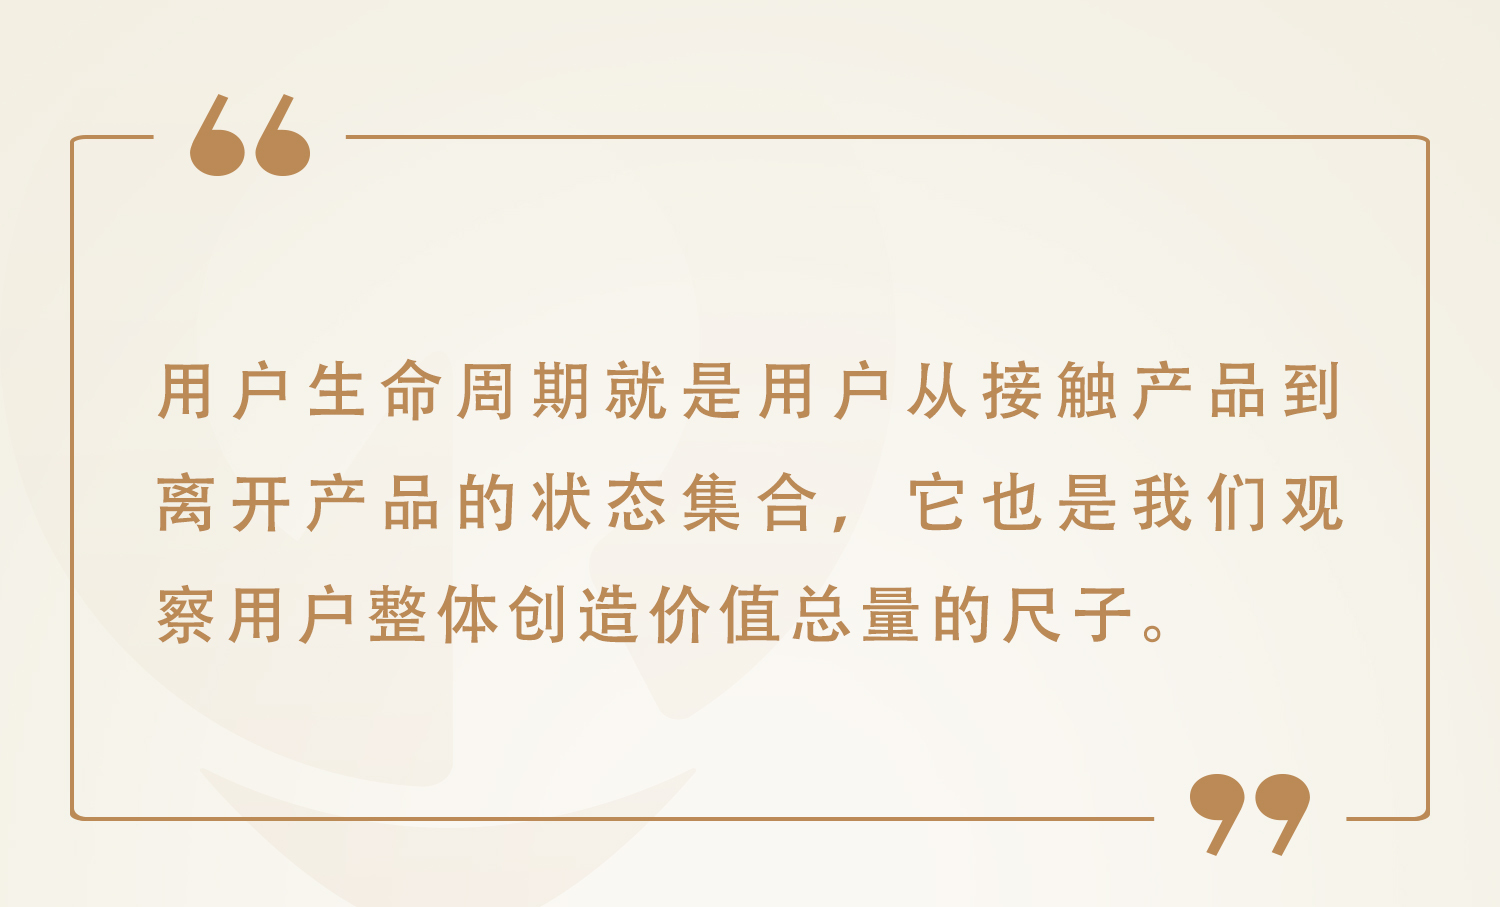 用户生命周期就是用户从接触产品到
离开产品的状态集合，它也是我们观
察用户整体创造价值总量的尺子。